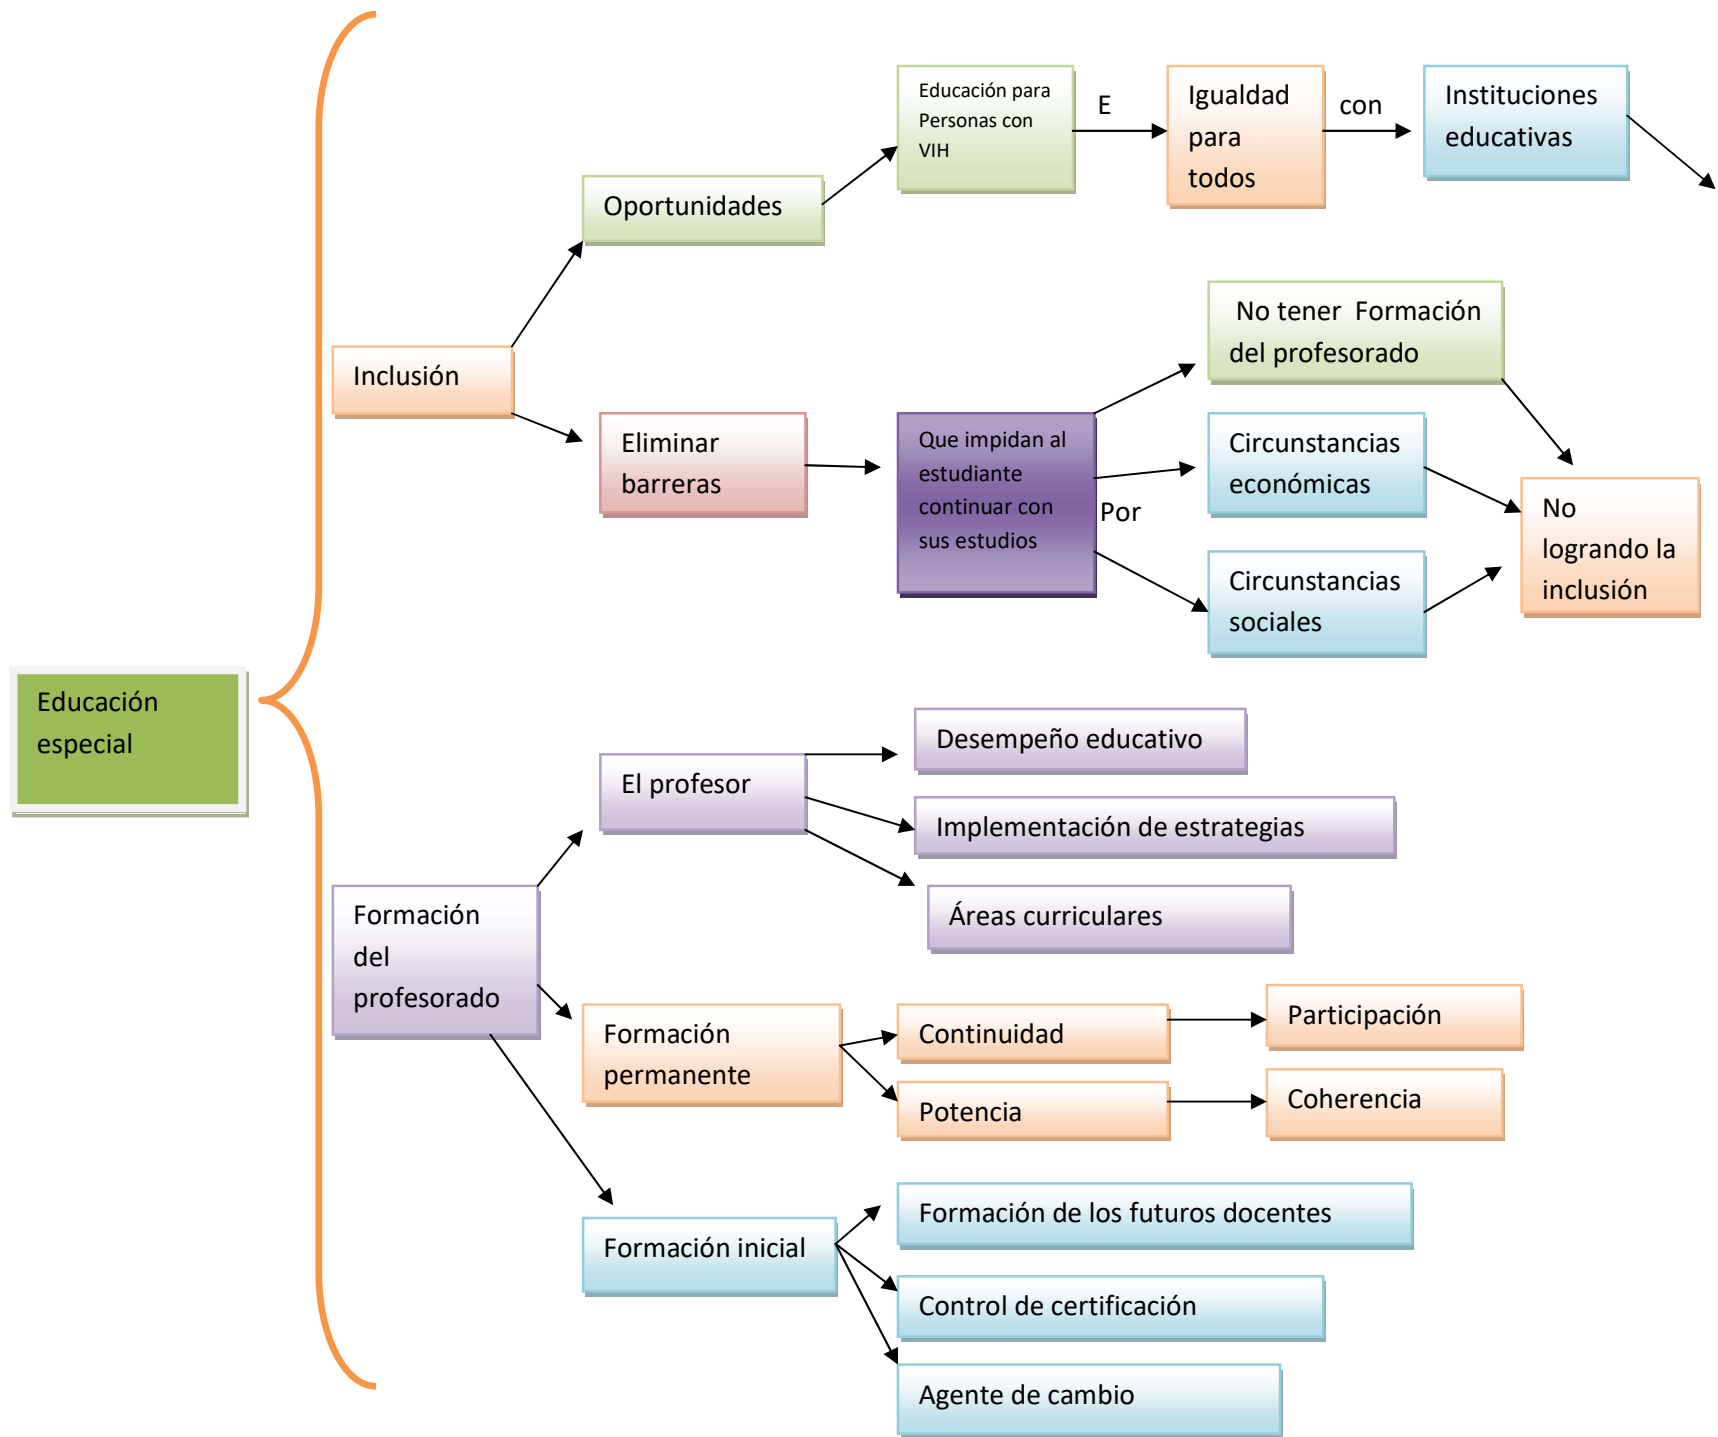 Educación
especial
Inclusión
Oportunidades
Educación para
Personas con
VIH
E
Igualdad
para
todos
con
Instituciones
educativas
Eliminar
barreras
Que impidan al
estudiante
continuar con
sus estudios
Por
No tener Formación
del profesorado
Circunstancias
económicas
Circunstancias
sociales
No
logrando la
inclusión
Formación
del
profesorado
El profesor
Desempeño educativo
Implementación de estrategias
Áreas curriculares
Formación
permanente
Continuidad
Participación
Potencia
Coherencia
Formación inicial
Formación de los futuros docentes
Control de certificación
Agente de cambio